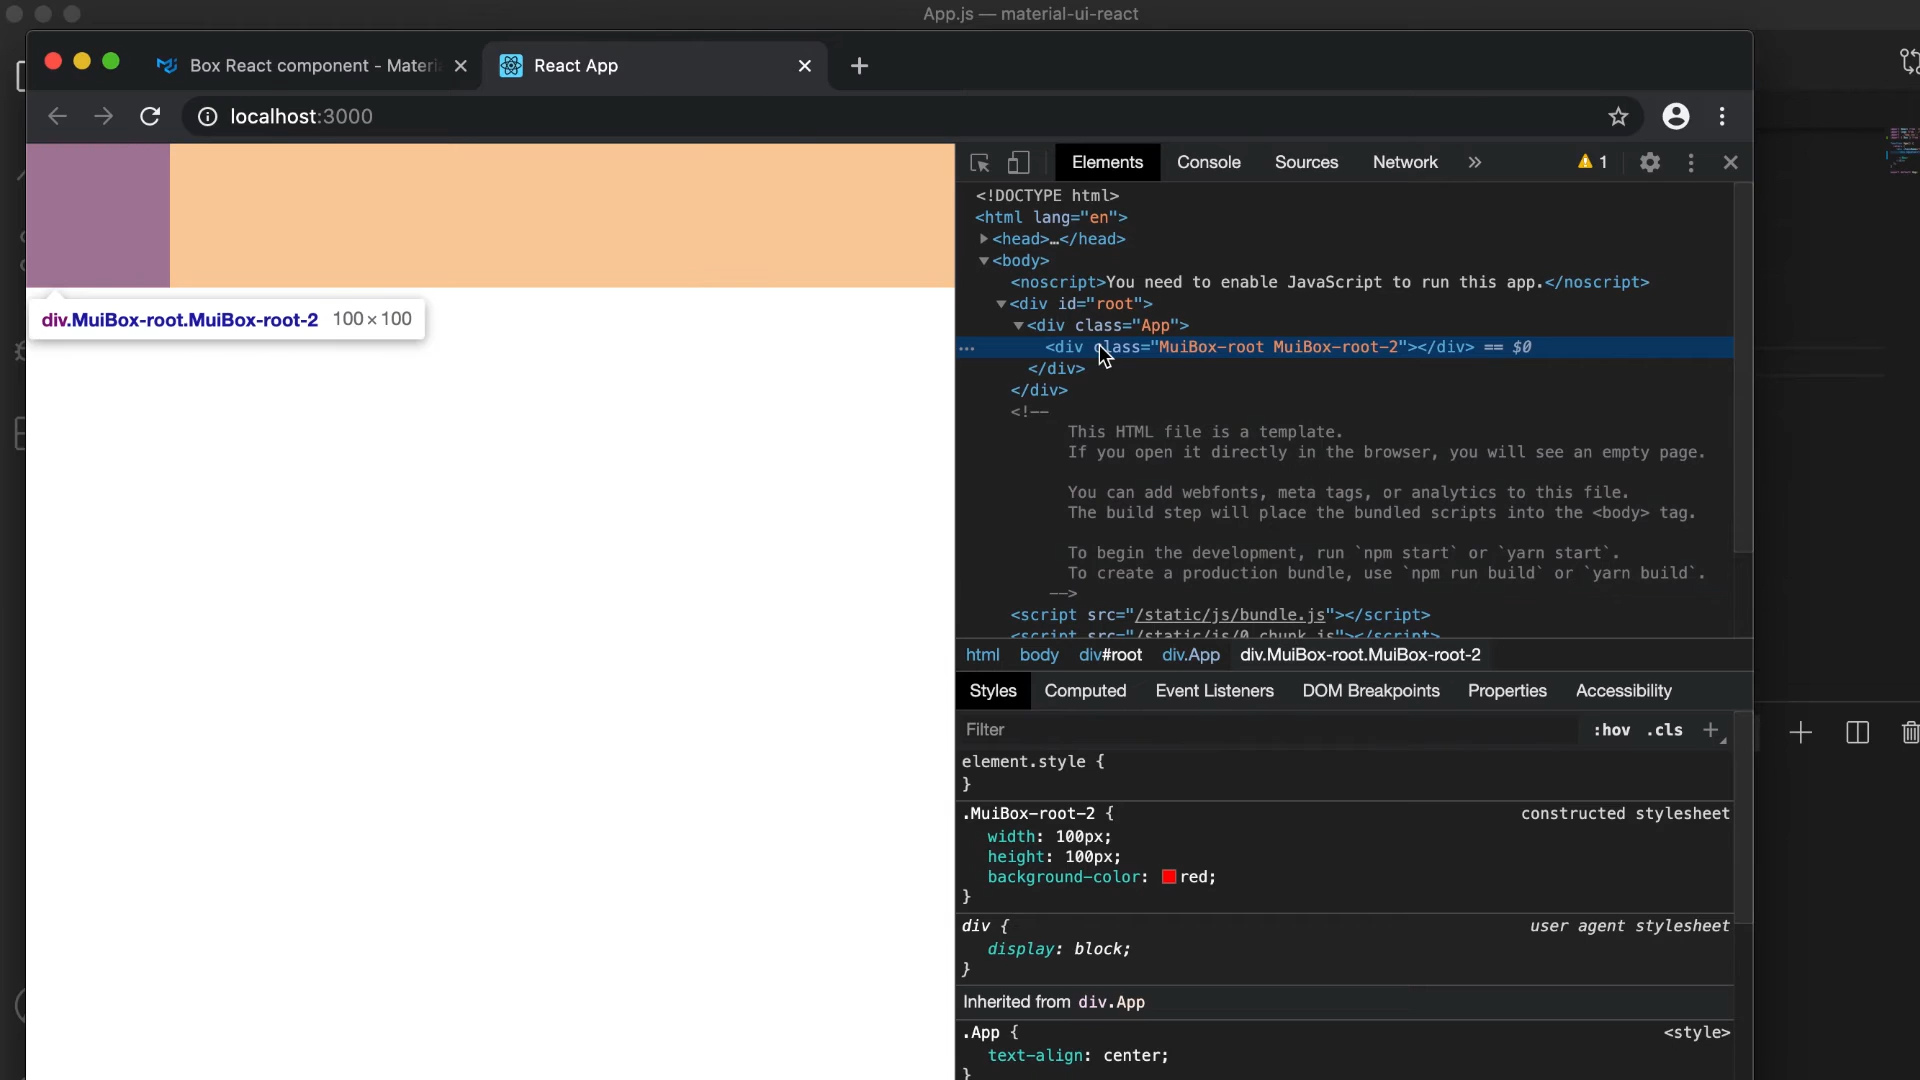 App.js — material-ui-react
Box React component - Materi
React App
localhost:3000
Elements Console Sources Network » 1
<!DOCTYPE html>
<html lang="en">
<head>…</head>
<body>
<noscript>You need to enable JavaScript to run this app.</noscript>
<div id="root">
<div class="App">
<div class="MuiBox-root MuiBox-root-2"></div> == $0
</div>
</div>
<!--
This HTML file is a template.
If you open it directly in the browser, you will see an empty page.
You can add webfonts, meta tags, or analytics to this file.
The build step will place the bundled scripts into the <body> tag.
To begin the development, run `npm start` or `yarn start`.
To create a production bundle, use `npm run build` or `yarn build`.
-->
<script src="/static/js/bundle.js"></script>
<script src="/static/js/0.chunk.js"></script>
div.MuiBox-root.MuiBox-root-2 100×100
html body div#root div.App div.MuiBox-root.MuiBox-root-2
Styles Computed Event Listeners DOM Breakpoints Properties Accessibility
Filter :hov .cls +
element.style {
}
.MuiBox-root-2 { constructed stylesheet
width: 100px;
height: 100px;
background-color: red;
}
div { user agent stylesheet
display: block;
}
Inherited from div.App
.App { <style>
text-align: center;
}